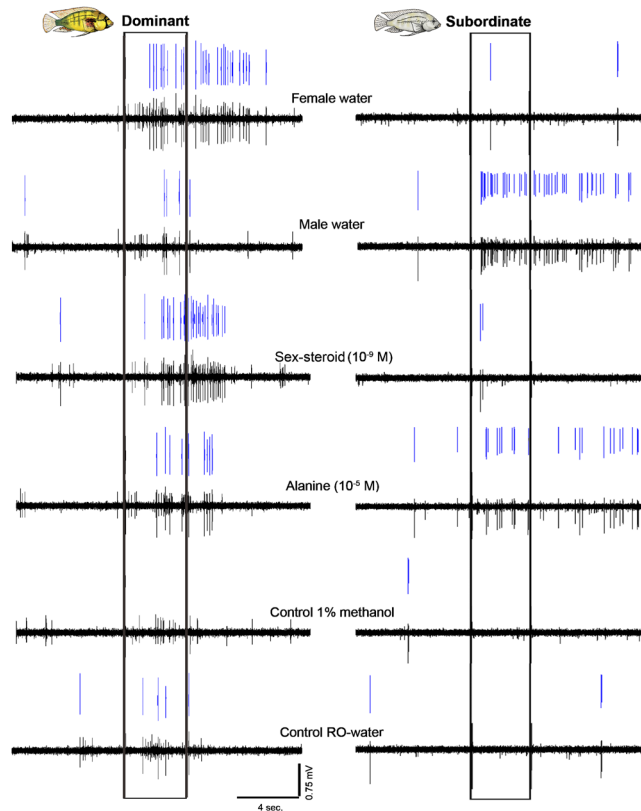 Dominant
Subordinate
Female water
Male water
Sex-steroid (10⁻⁹ M)
Alanine (10⁻⁵ M)
Control 1% methanol
Control RO-water
0.75 mV
4 sec.